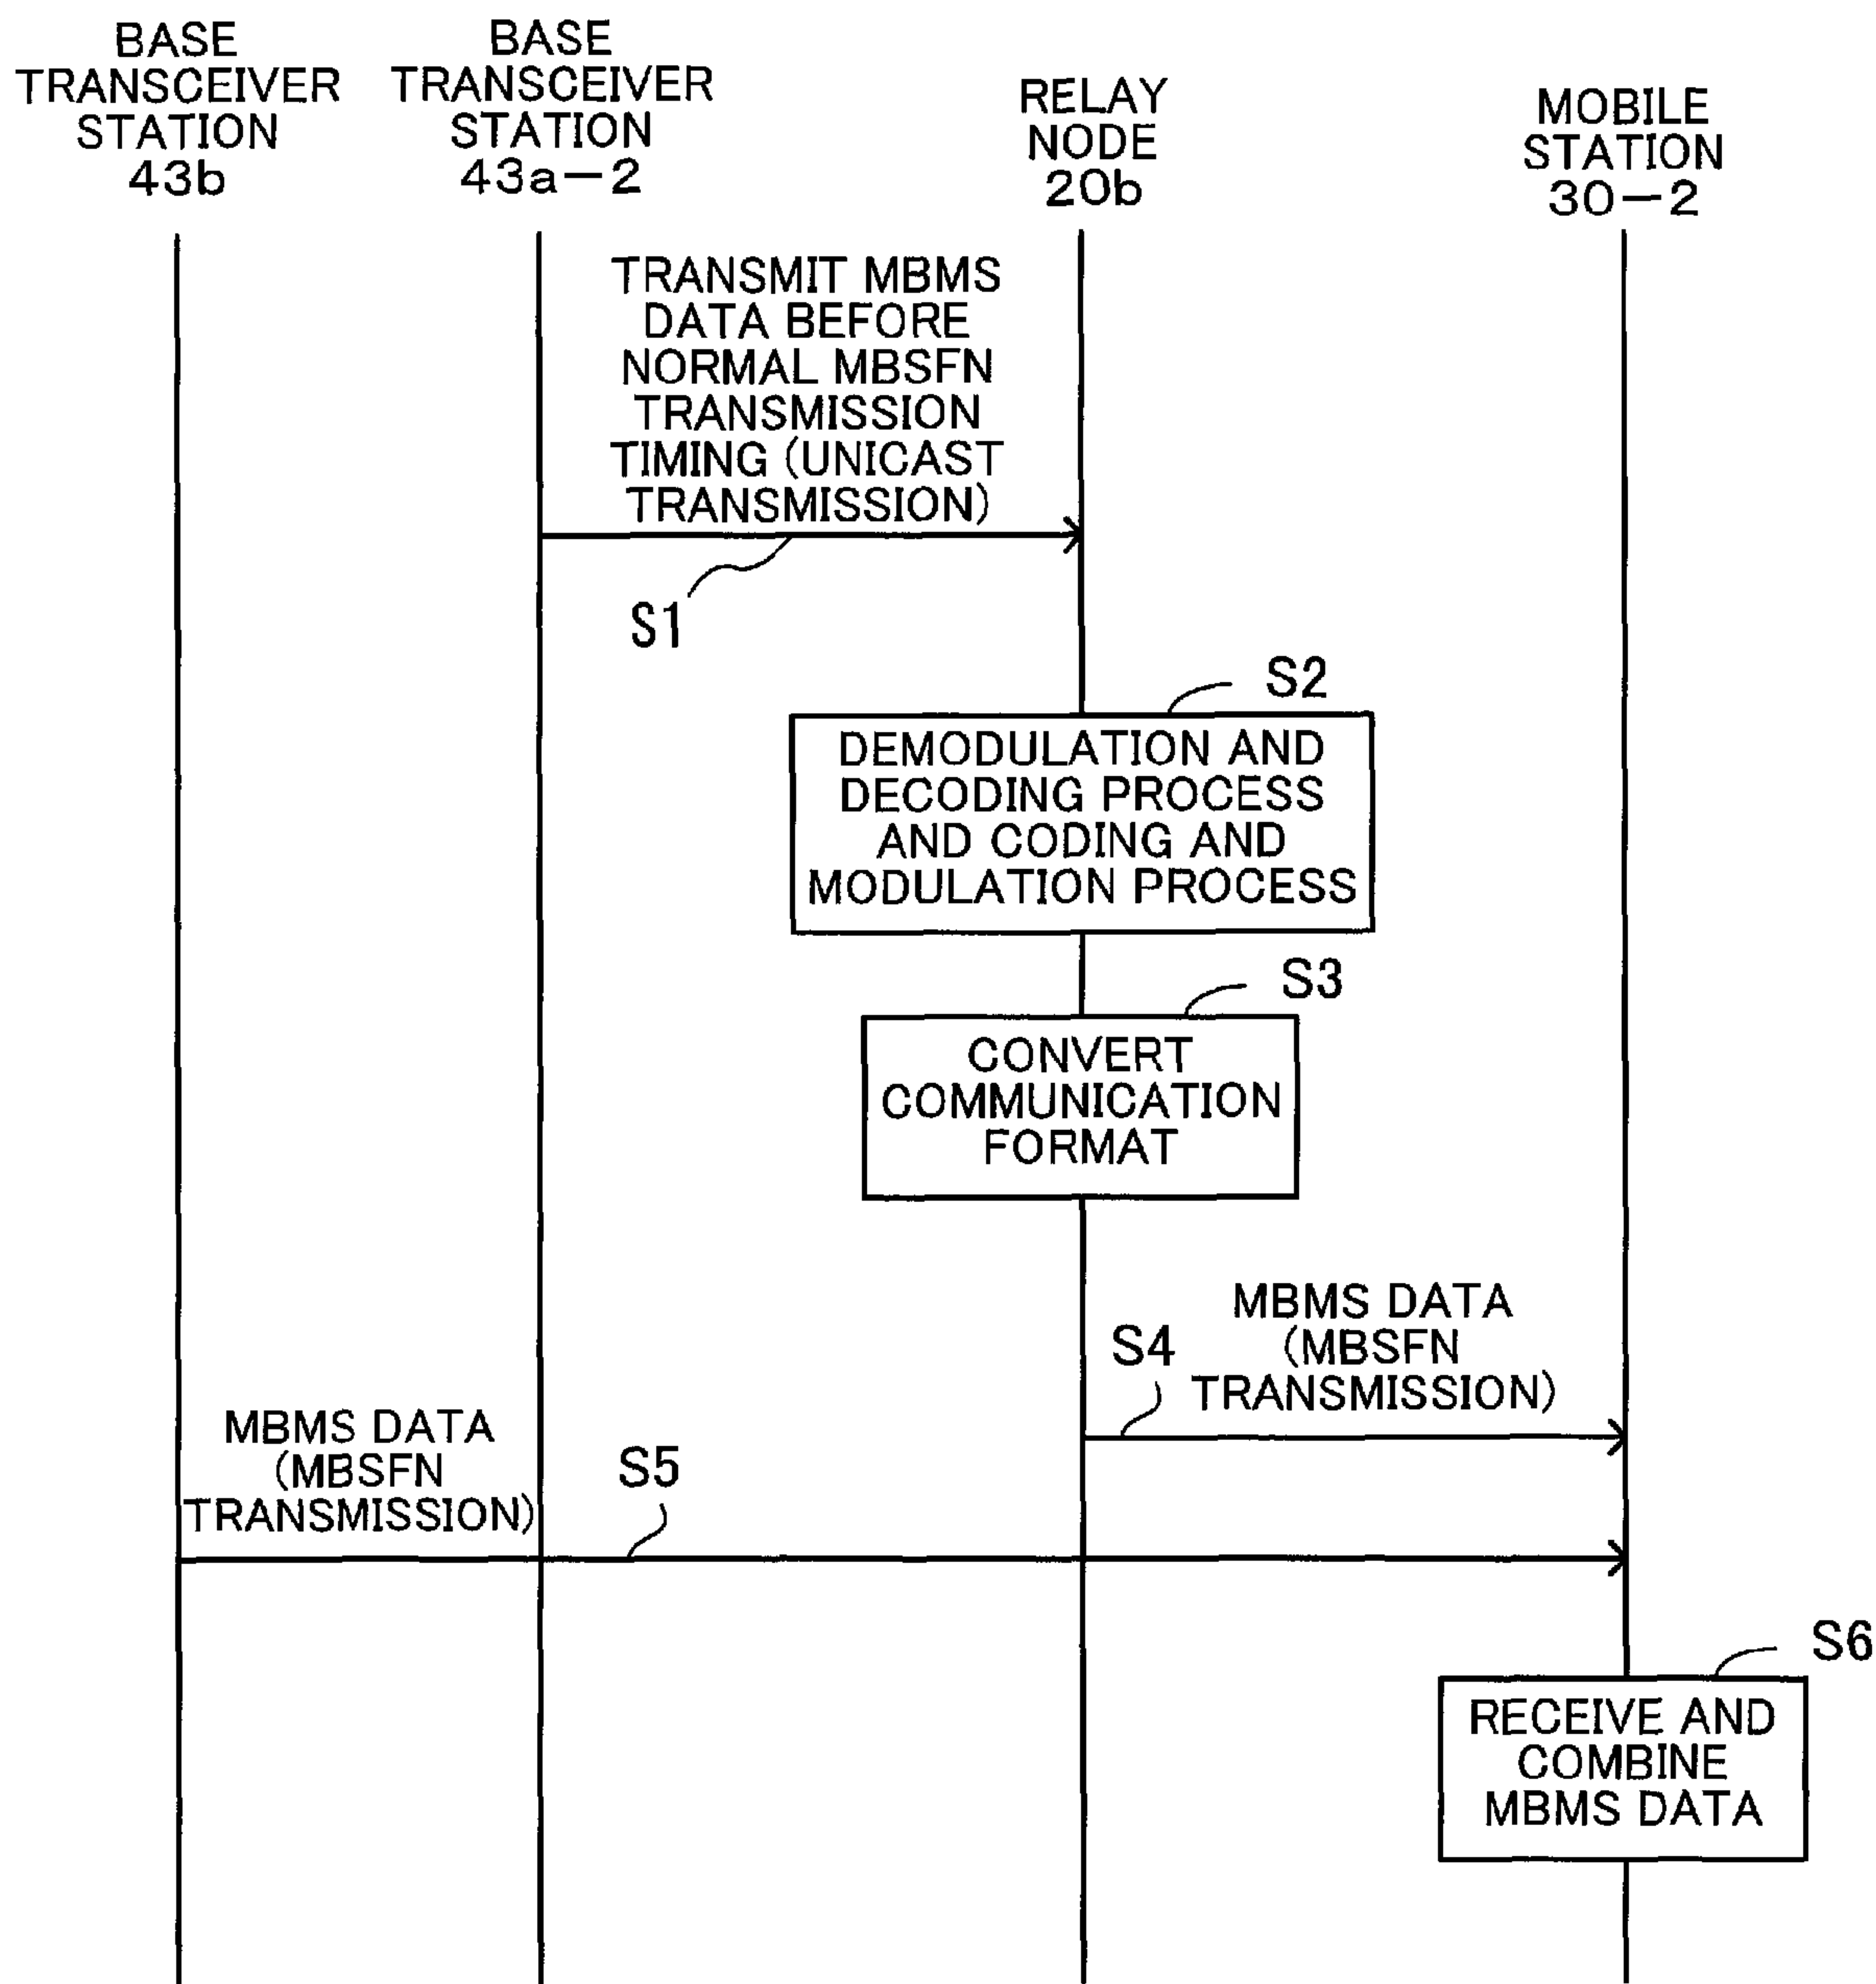 BASE
TRANSCEIVER
STATION
43b
BASE
TRANSCEIVER
STATION
43a-2
RELAY
NODE
20b
MOBILE
STATION
30-2
TRANSMIT MBMS
DATA BEFORE
NORMAL MBSFN
TRANSMISSION
TIMING (UNICAST
TRANSMISSION)
S1
S2
DEMODULATION AND
DECODING PROCESS
AND CODING AND
MODULATION PROCESS
S3
CONVERT
COMMUNICATION
FORMAT
MBMS DATA
(MBSFN
TRANSMISSION)
S4
MBMS DATA
(MBSFN
TRANSMISSION)
S5
S6
RECEIVE AND
COMBINE
MBMS DATA